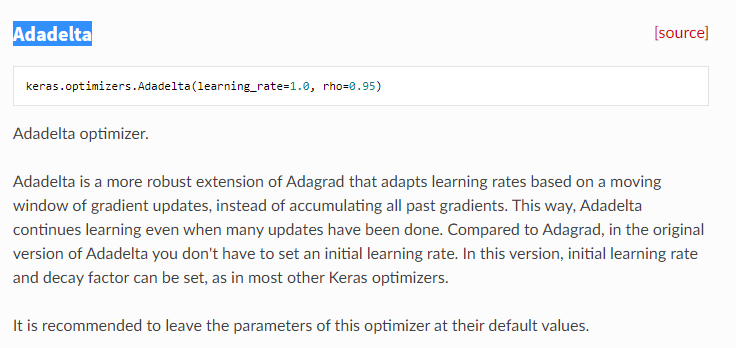 Adadelta
[source]
keras.optimizers.Adadelta(learning_rate=1.0, rho=0.95)
Adadelta optimizer.
Adadelta is a more robust extension of Adagrad that adapts learning rates based on a moving
window of gradient updates, instead of accumulating all past gradients. This way, Adadelta
continues learning even when many updates have been done. Compared to Adagrad, in the original
version of Adadelta you don't have to set an initial learning rate. In this version, initial learning rate
and decay factor can be set, as in most other Keras optimizers.
It is recommended to leave the parameters of this optimizer at their default values.